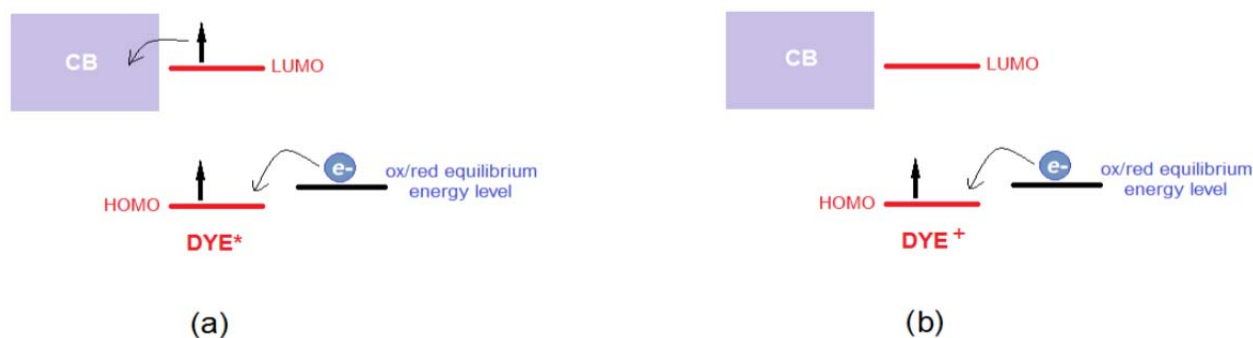 CB
LUMO
e-
ox/red equilibrium
energy level
HOMO
DYE*
(a)
CB
LUMO
e-
ox/red equilibrium
energy level
HOMO
DYE +
(b)